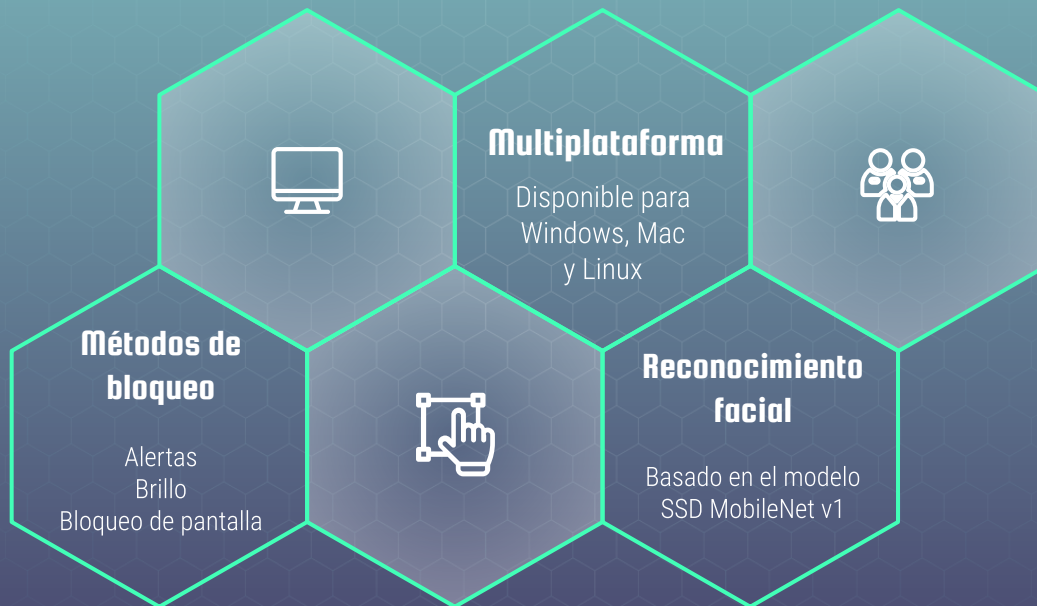 Multiplataforma
Disponible para
Windows, Mac
y Linux
Métodos de
bloqueo
Alertas
Brillo
Bloqueo de pantalla
Reconocimiento
facial
Basado en el modelo
SSD MobileNet v1